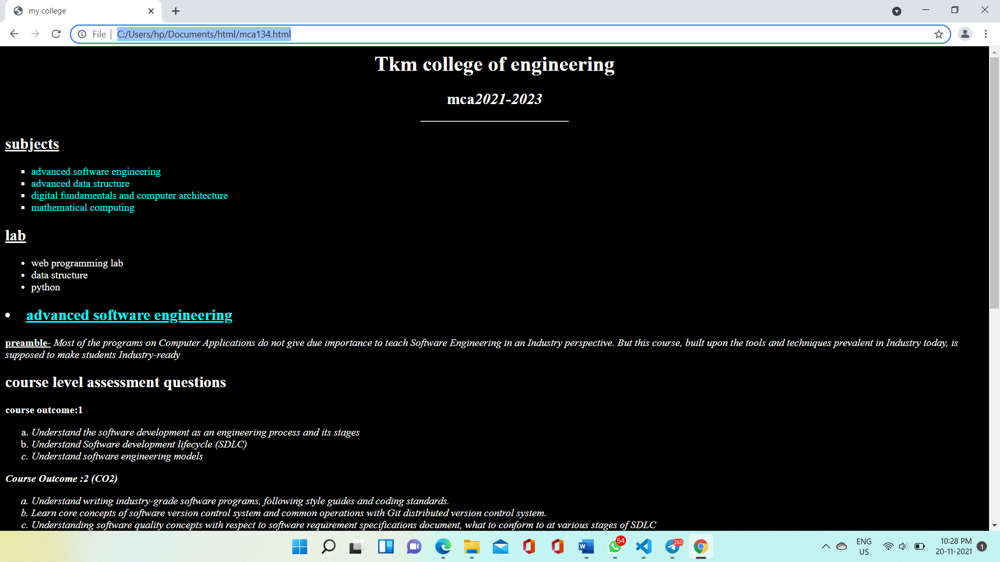 my college
File
C:/Users/hp/Documents/html/mca134.html
Tkm college of engineering
mca2021-2023
subjects
advanced software engineering
advanced data structure
digital fundamentals and computer architecture
mathematical computing
lab
web programming lab
data structure
python
advanced software engineering
preamble- Most of the programs on Computer Applications do not give due importance to teach Software Engineering in an Industry perspective. But this course, built upon the tools and techniques prevalent in Industry today, is
supposed to make students Industry-ready
course level assessment questions
course outcome:1
a. Understand the software development as an engineering process and its stages
b. Understand Software development lifecycle (SDLC)
c. Understand software engineering models
Course Outcome :2 (CO2)
a. Understand writing industry-grade software programs, following style guides and coding standards.
b. Learn core concepts of software version control system and common operations with Git distributed version control system.
c. Understanding software quality concepts with respect to software requirement specifications document, what to conform to at various stages of SDLC
W
54
260
ENG
US
10:28 PM
20-11-2021
1